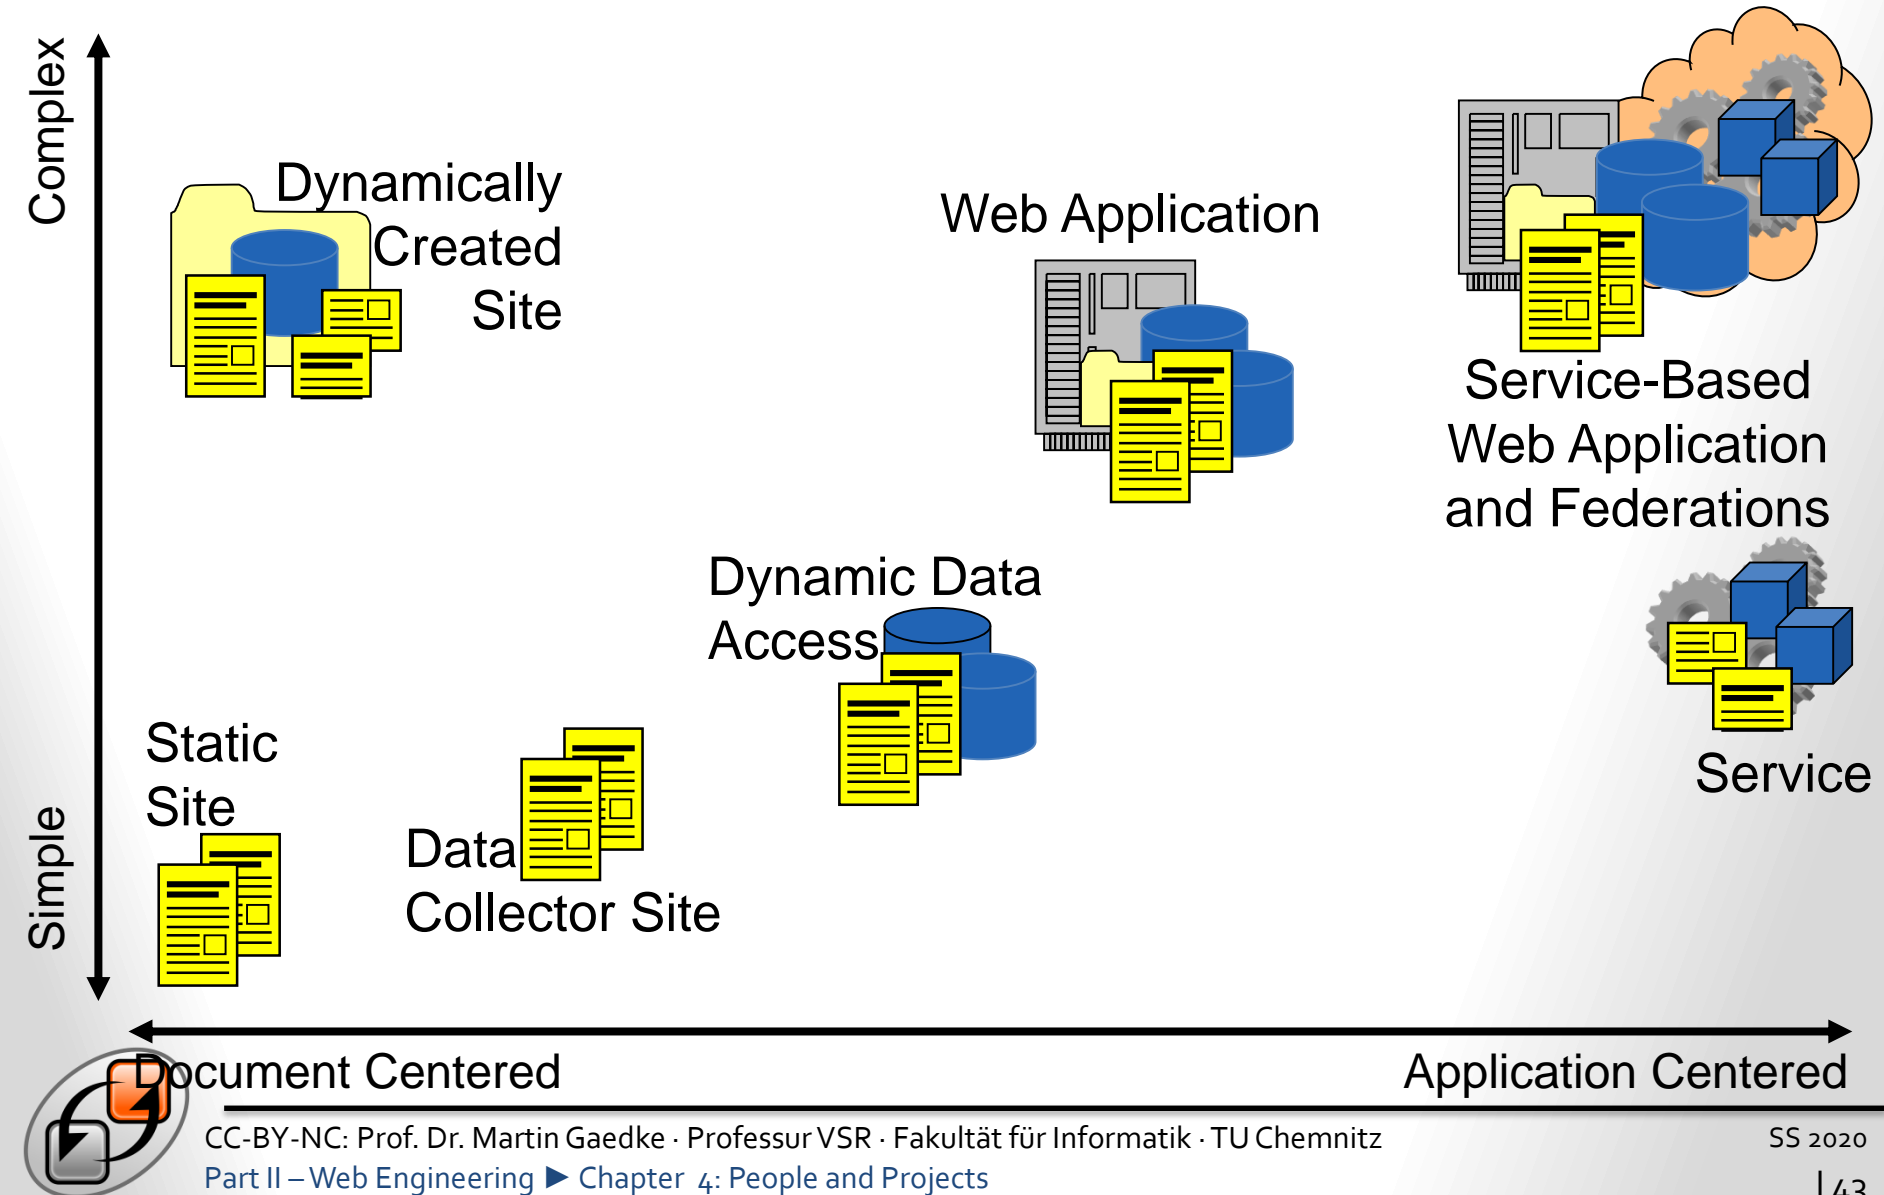 Complex
Dynamically
Created
Site
Web Application
Service-Based
Web Application
and Federations
Dynamic Data
Access
Service
Static
Site
Data
Collector Site
Simple
Document Centered
Application Centered
CC-BY-NC: Prof. Dr. Martin Gaedke · Professur VSR · Fakultät für Informatik · TU Chemnitz
SS 2020
Part II – Web Engineering ► Chapter 4: People and Projects
| 43